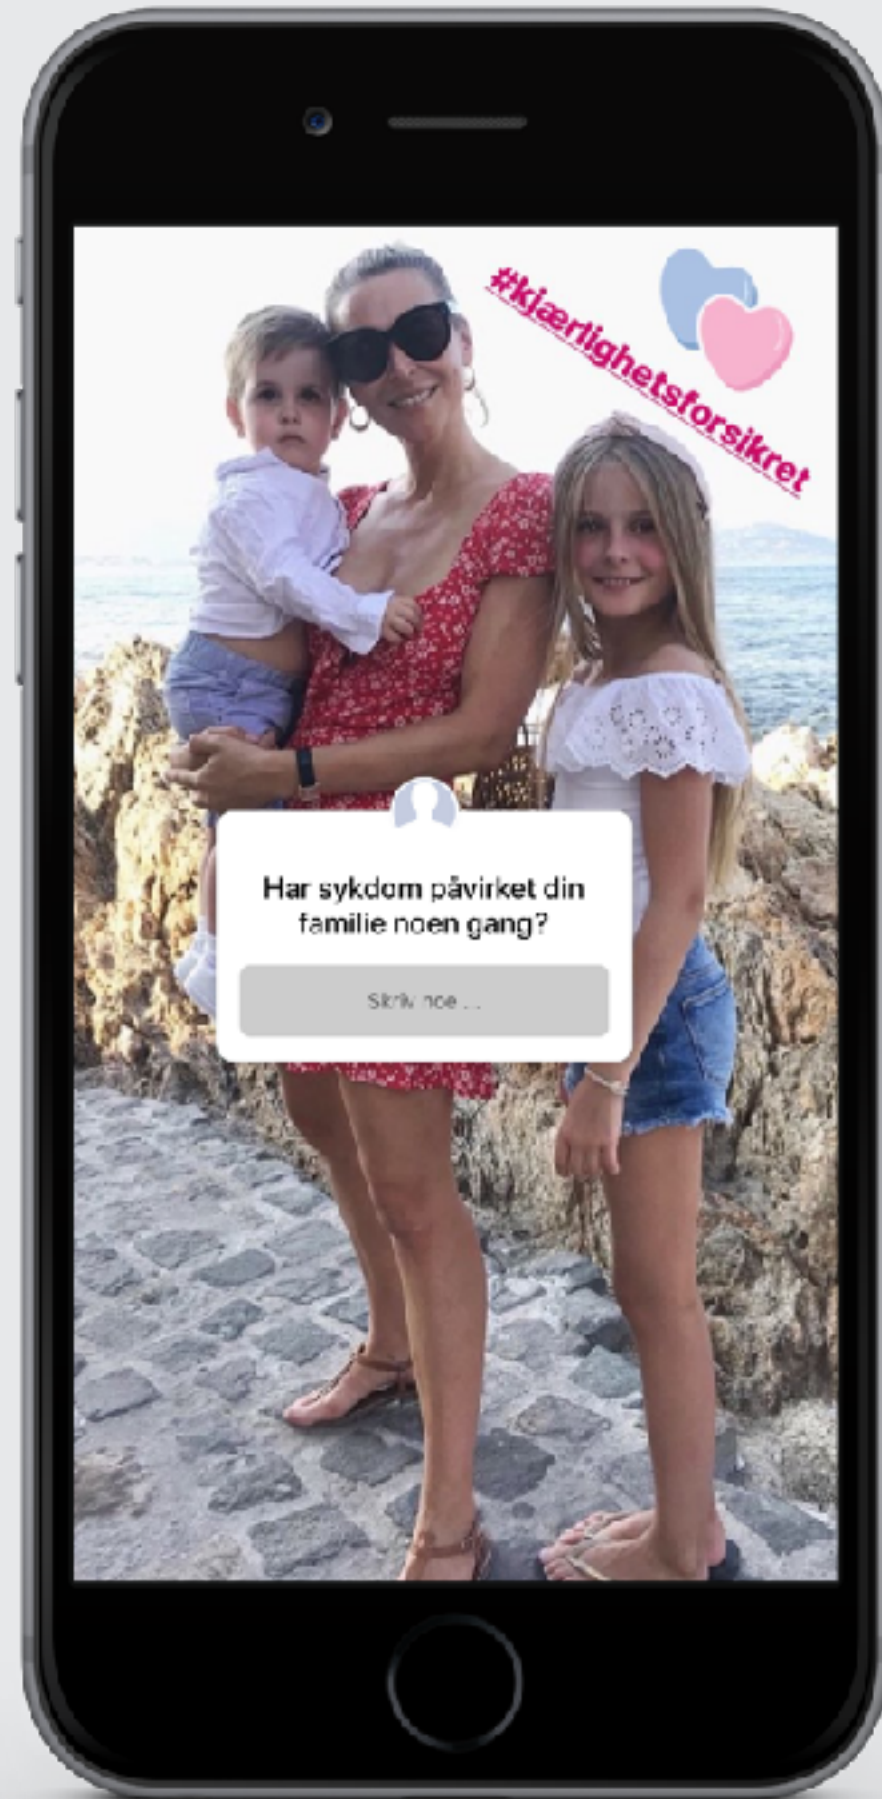 #kjærlighetsforsikret
Har sykdom påvirket din
familie noen gang?
Skriv noe ...